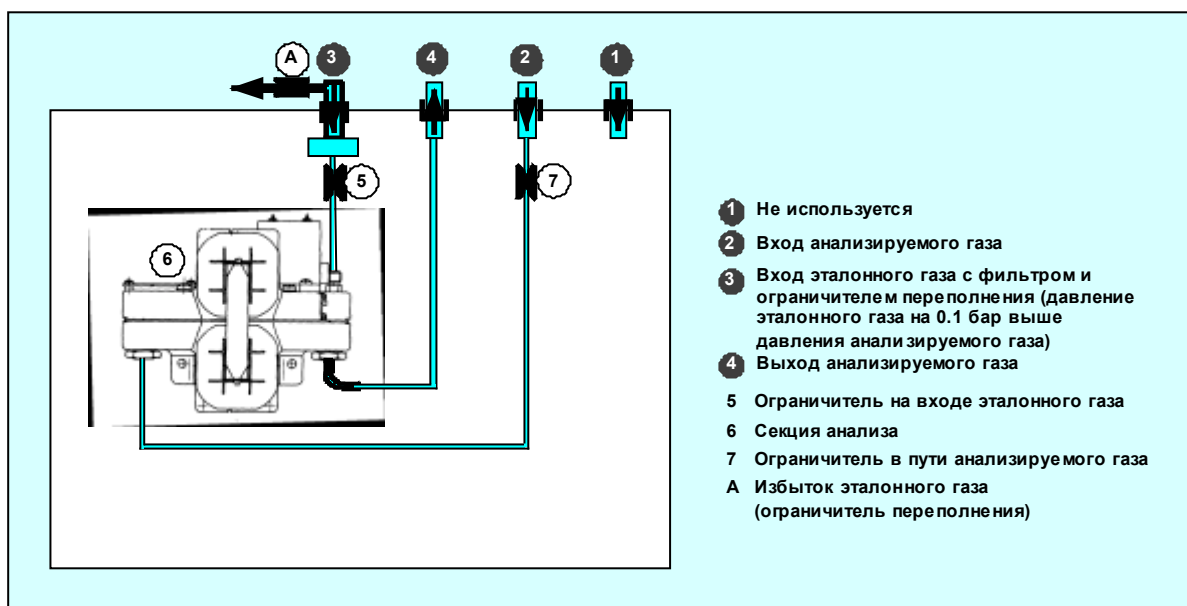 A 3 4 2 1
5 7
6
1 Не используется
2 Вход анализируемого газа
3 Вход эталонного газа с фильтром и
ограничителем переполнения (давление
эталонного газа на 0.1 бар выше
давления анализируемого газа)
4 Выход анализируемого газа
5 Ограничитель на входе эталонного газа
6 Секция анализа
7 Ограничитель в пути анализируемого газа
A Избыток эталонного газа
(ограничитель переполнения)